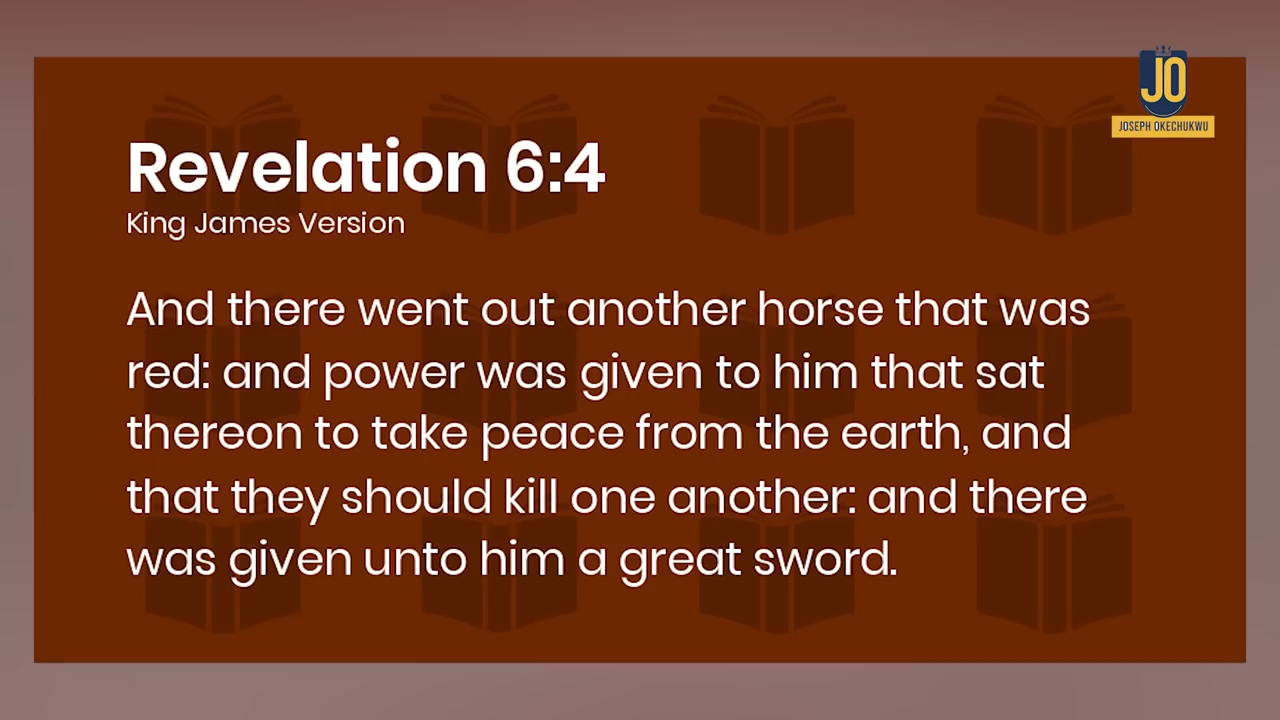 JO
JOSEPH OKECHUKWU
Revelation 6:4
King James Version
And there went out another horse that was
red: and power was given to him that sat
thereon to take peace from the earth, and
that they should kill one another: and there
was given unto him a great sword.